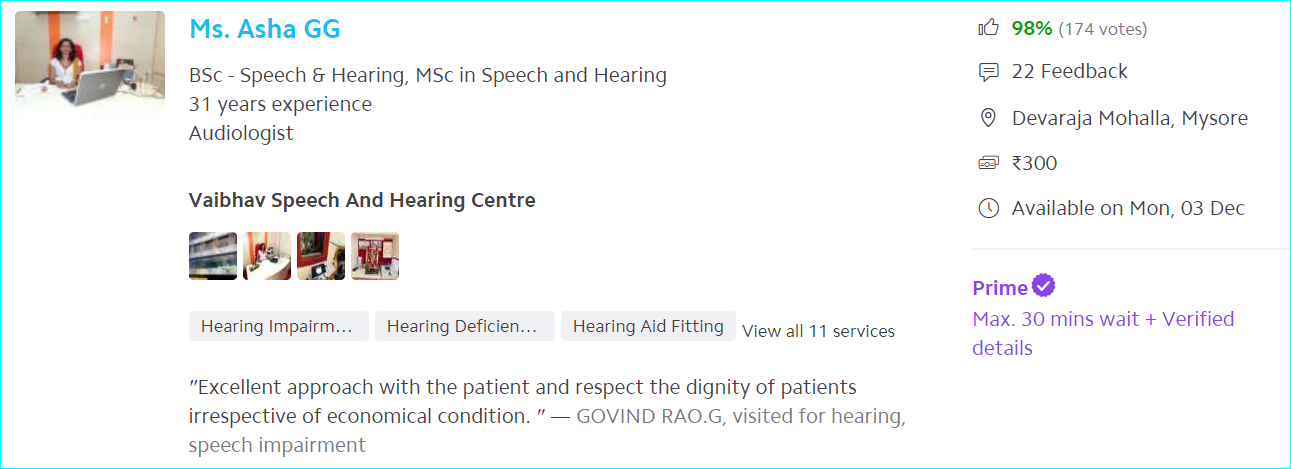 Ms. Asha GG
BSc - Speech & Hearing, MSc in Speech and Hearing
31 years experience
Audiologist
Vaibhav Speech And Hearing Centre
Hearing Impairm... Hearing Deficien... Hearing Aid Fitting View all 11 services
"Excellent approach with the patient and respect the dignity of patients
irrespective of economical condition. " — GOVIND RAO.G, visited for hearing,
speech impairment
98% (174 votes)
22 Feedback
Devaraja Mohalla, Mysore
₹300
Available on Mon, 03 Dec
Prime
Max. 30 mins wait + Verified
details